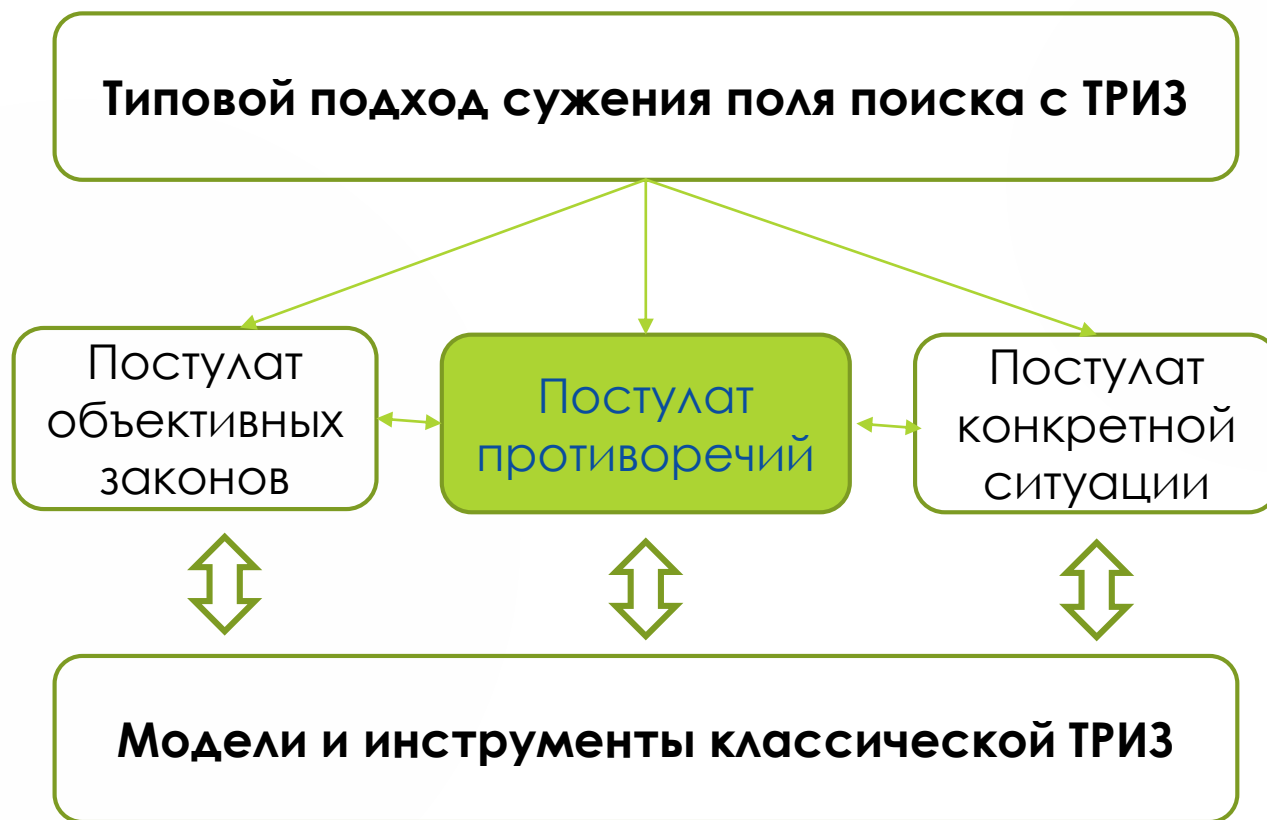 Типовой подход сужения поля поиска с ТРИЗ
Постулат
объективных
законов
Постулат
противоречий
Постулат
конкретной
ситуации
Модели и инструменты классической ТРИЗ